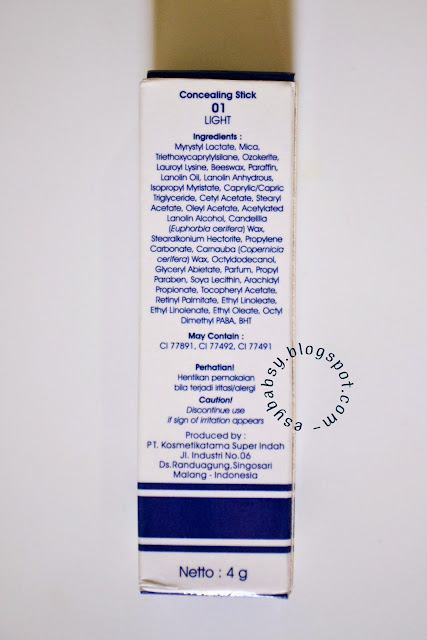 Concealing Stick
01
LIGHT
Ingredients :
Myrystyl Lactate, Mica,
Triethoxycaprylylsilane, Ozokerite,
Lauroyl Lysine, Beeswax, Paraffin,
Lanolin Oil, Lanolin Anhydrous,
Isopropyl Myristate, Caprylic/Capric
Triglyceride, Cetyl Acetate, Stearyl
Acetate, Oleyl Acetate, Acetylated
Lanolin Alcohol, Candelilla
(Euphorbia cerifera) Wax,
Stearalkonium Hectorite, Propylene
Carbonate, Carnauba (Copernicia
cerifera) Wax, Octyldodecanol,
Glyceryl Abietate, Parfum, Propyl
Paraben, Soya Lecithin, Arachidyl
Propionate, Tocopheryl Acetate,
Retinyl Palmitate, Ethyl Linoleate,
Ethyl Linolenate, Ethyl Oleate, Octyl
Dimethyl PABA, BHT
May Contain :
CI 77891, CI 77492, CI 77491
Perhatian!
Hentikan pemakaian
bila terjadi iritasi/alergi
Caution!
Discontinue use
if sign of irritation appears
Produced by :
PT. Kosmetikatama Super Indah
Jl. Industri No.06
Ds.Randuagung,Singosari
Malang - Indonesia
Netto : 4 g
~ esybabsy.blogspot.com ~